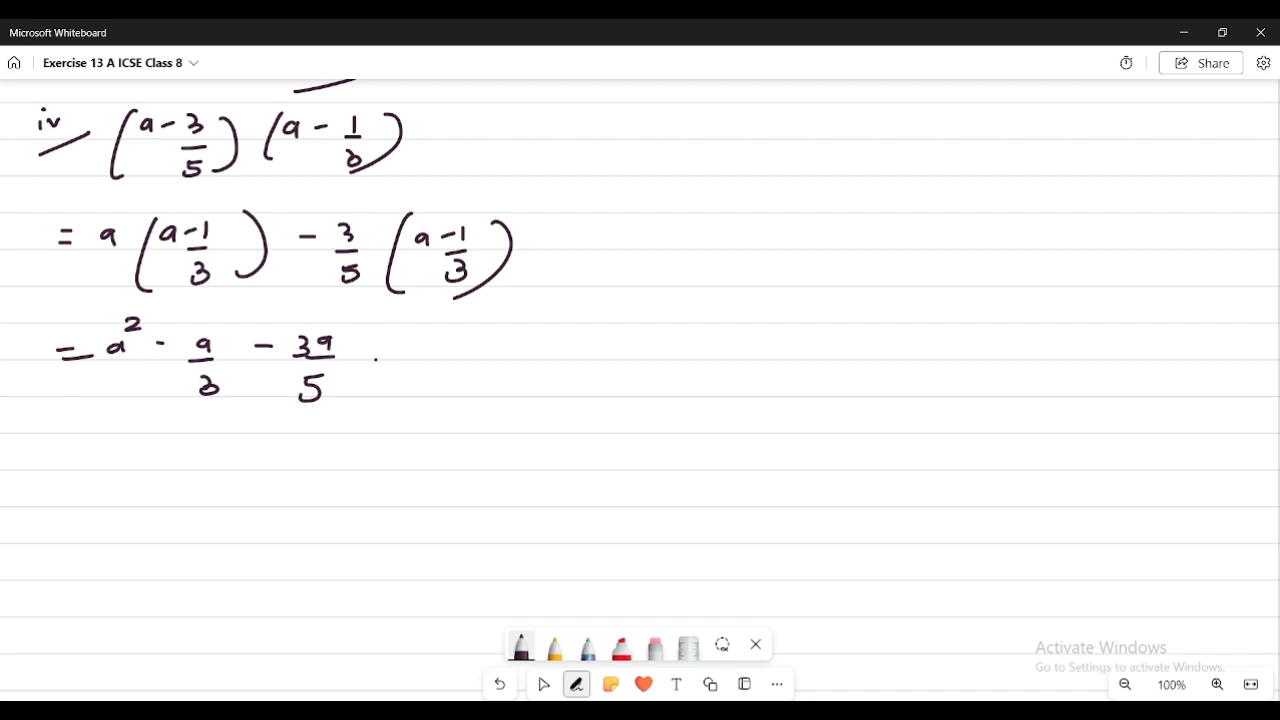 Microsoft Whiteboard
Exercise 13 A ICSE Class 8
Share
iv (a - 3/5) (a - 1/3)
= a (a - 1/3) - 3/5 (a - 1/3)
= a² - a/3 - 3a/5
T
Activate Windows
Go to Settings to activate Windows.
100%